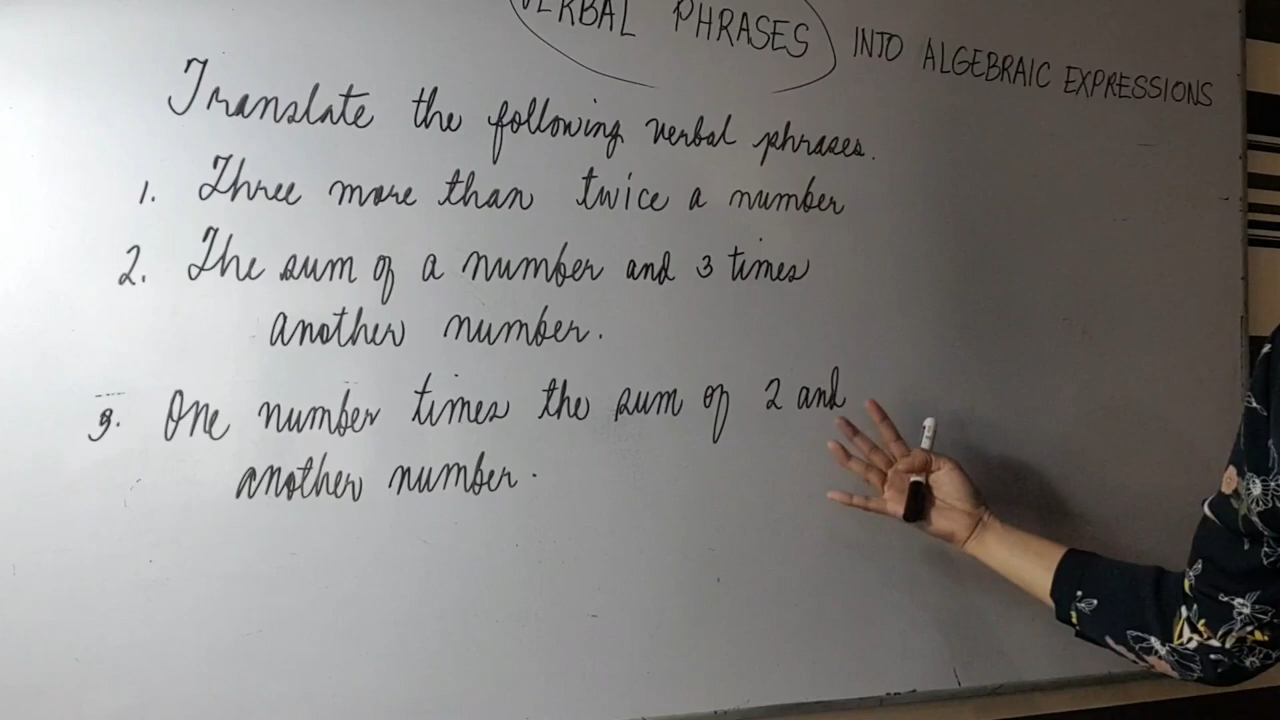 VERBAL PHRASES INTO ALGEBRAIC EXPRESSIONS
Translate the following verbal phrases.
1. Three more than twice a number
2. The sum of a number and 3 times
another number.
3. One number times the sum of 2 and
another number.